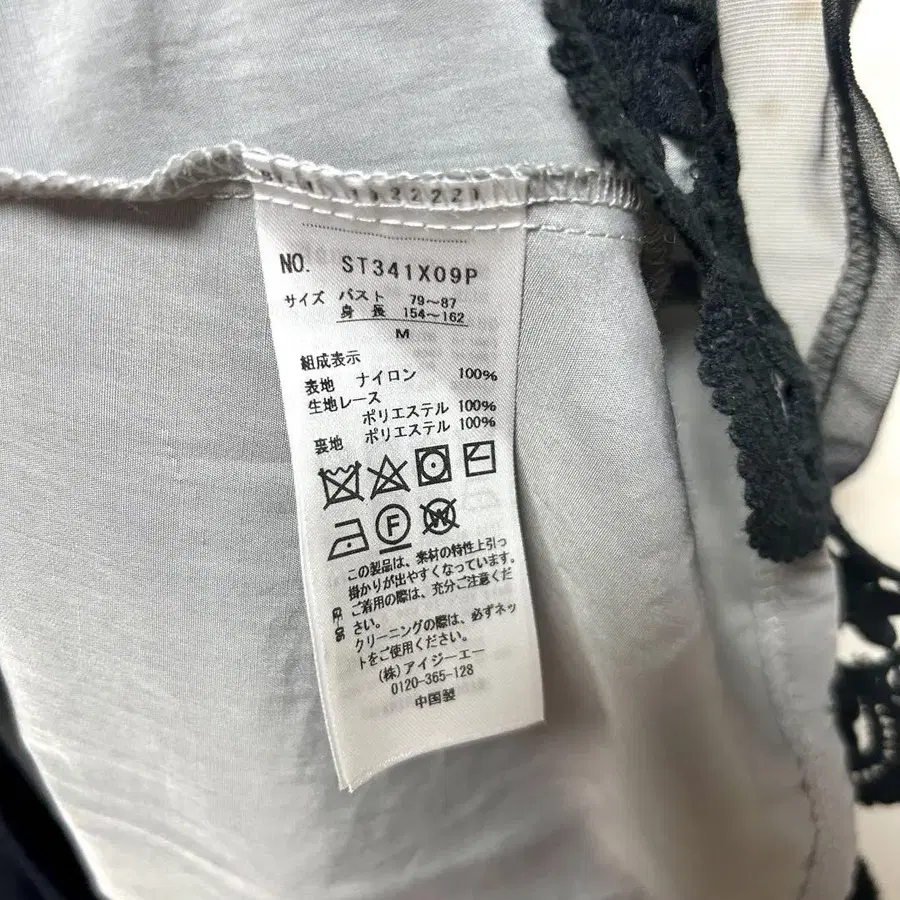 NO. ST341X09P
サイズ バスト 79～87
身長 154～162
M
組成表示
表地 ナイロン 100%
生地レース
ポリエステル 100%
裏地 ポリエステル 100%
F
W
この製品は、素材の特性上引っ
掛かりが出やすくなっています。
ご着用の際は、充分ご注意くだ
さい。
クリーニングの際は、必ずネッ
トをご使用ください。
(株)アイジーエー
0120-365-128
中国製